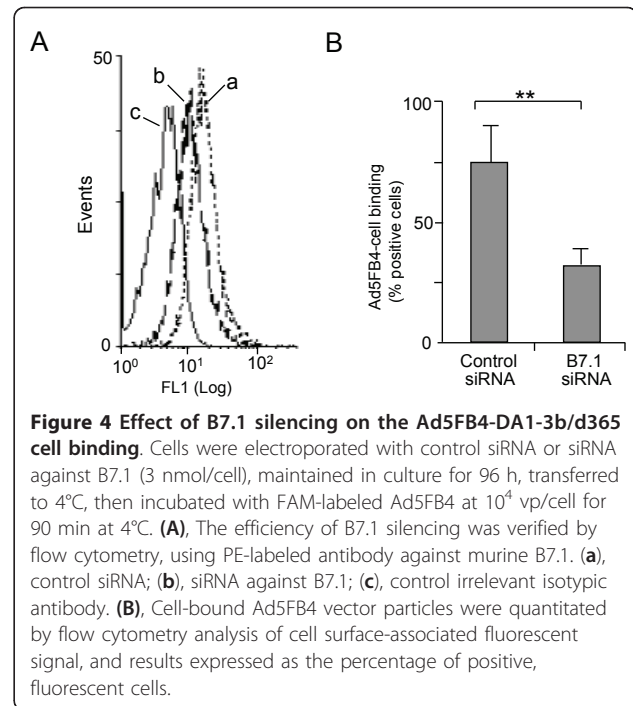 A
50
b
a
c
Events
0
10⁰
10¹
10²
FL1 (Log)
B
**
100
50
0
Ad5FB4-cell binding
(% positive cells)
Control
siRNA
B7.1
siRNA
Figure 4 Effect of B7.1 silencing on the Ad5FB4-DA1-3b/d365
cell binding. Cells were electroporated with control siRNA or siRNA
against B7.1 (3 nmol/cell), maintained in culture for 96 h, transferred
to 4°C, then incubated with FAM-labeled Ad5FB4 at 10⁴ vp/cell for
90 min at 4°C. (A), The efficiency of B7.1 silencing was verified by
flow cytometry, using PE-labeled antibody against murine B7.1. (a),
control siRNA; (b), siRNA against B7.1; (c), control irrelevant isotypic
antibody. (B), Cell-bound Ad5FB4 vector particles were quantitated
by flow cytometry analysis of cell surface-associated fluorescent
signal, and results expressed as the percentage of positive,
fluorescent cells.